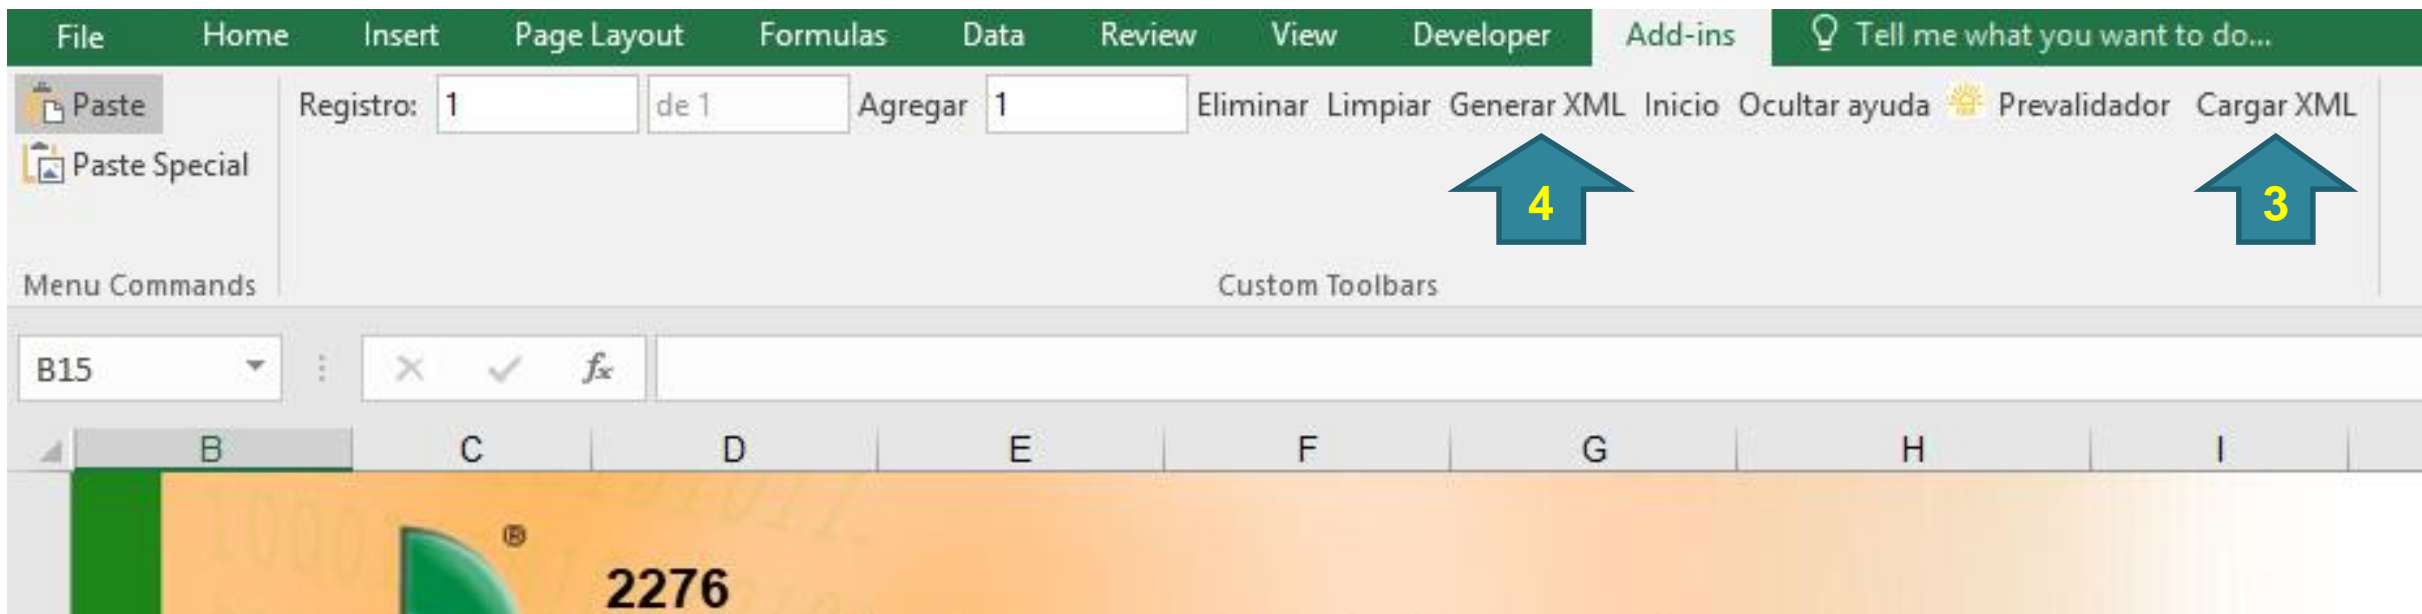 File Home Insert Page Layout Formulas Data Review View Developer Add-ins Tell me what you want to do...
Paste Registro: 1 de 1 Agregar 1 Eliminar Limpiar Generar XML Inicio Ocultar ayuda Prevalidador Cargar XML
Paste Special
4 3
Menu Commands Custom Toolbars
B15 fx
B C D E F G H I
®
2276